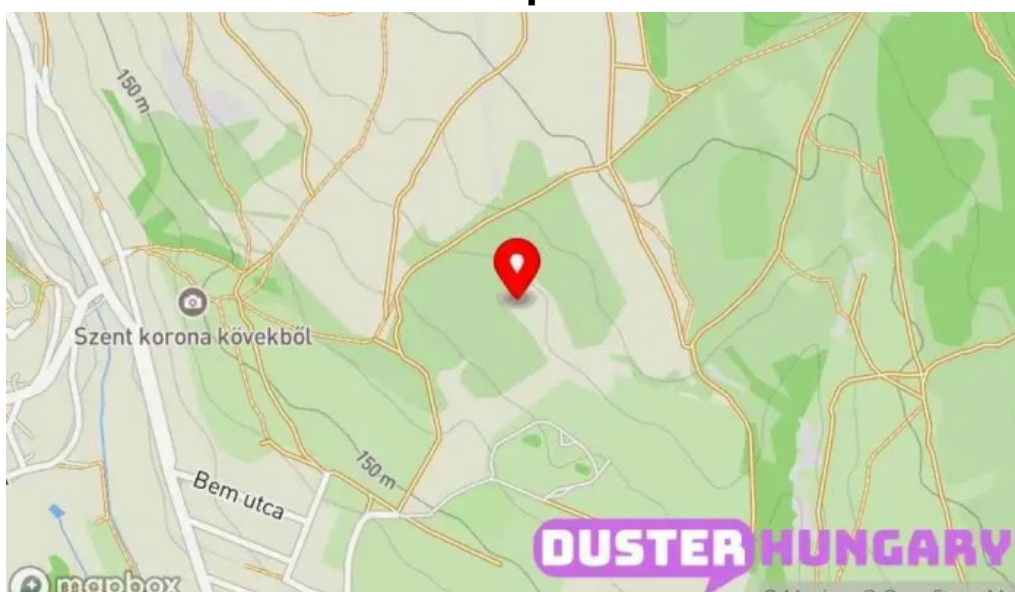 150 m
Szent korona kövekből
150 m
Bem utca
DUSTER HUNGARY
mapbox